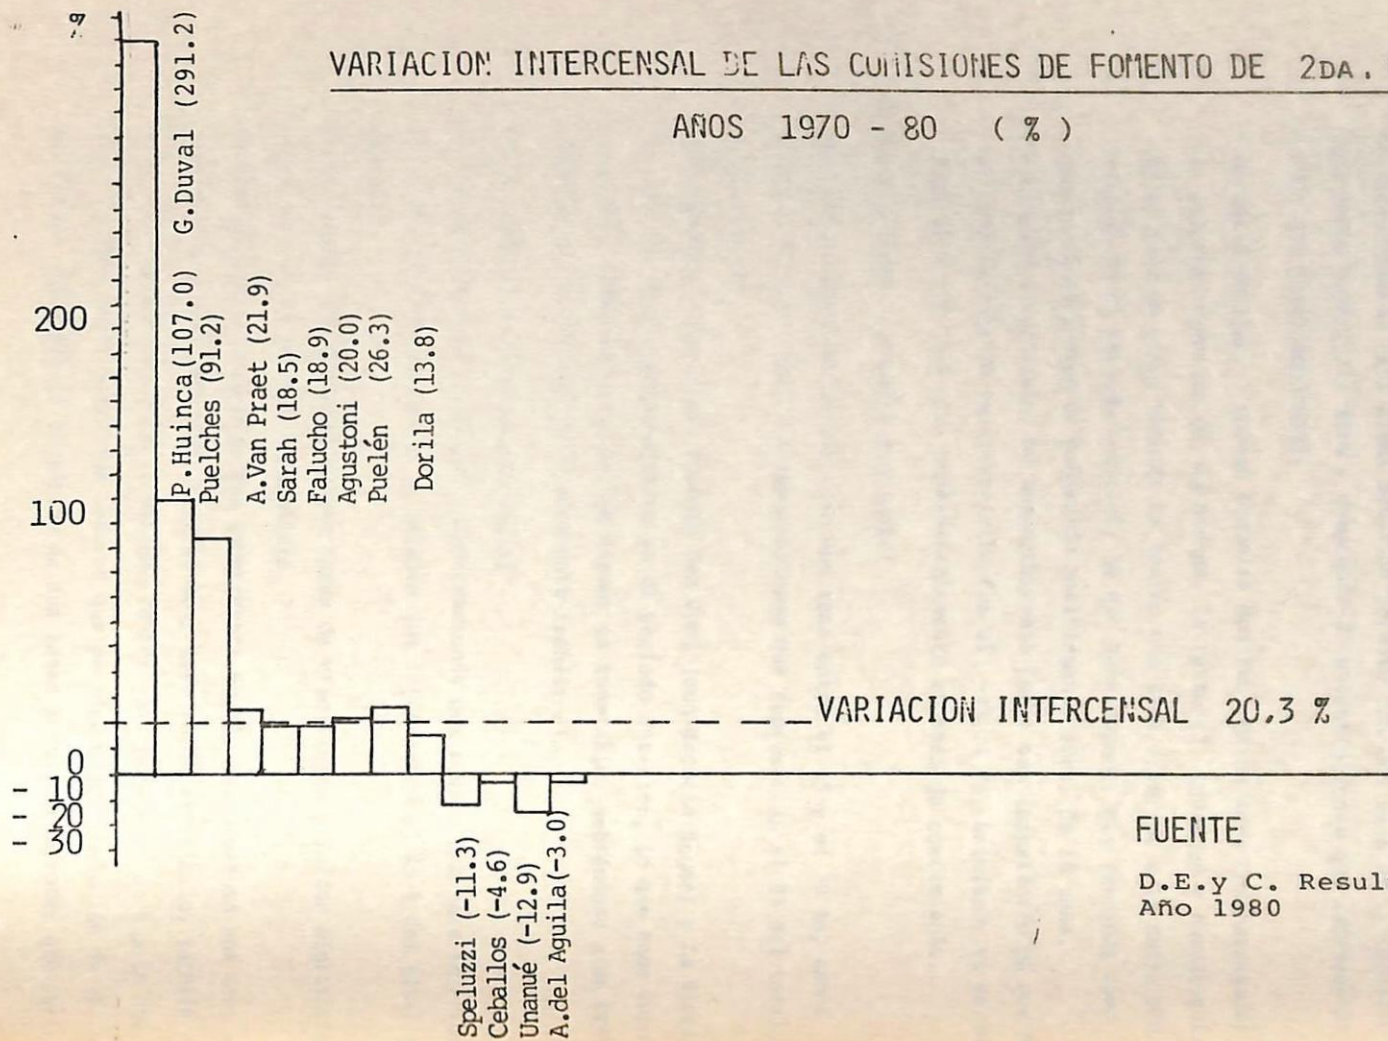 VARIACION INTERCENSAL DE LAS COMISIONES DE FOMENTO DE 2DA.
AÑOS 1970 - 80 ( % )
200
100
0
- 10
- 20
- 30
G.Duval (291.2)
P.Huinca(107.0)
Puelches (91.2)
A.Van Praet (21.9)
Sarah (18.5)
Falucho (18.9)
Agustoni (20.0)
Puelén (26.3)
Dorila (13.8)
VARIACION INTERCENSAL 20.3 %
Speluzzi (-11.3)
Ceballos (-4.6)
Unanué (-12.9)
A.del Aguila(-3.0)
FUENTE
D.E.y C. Resul
Año 1980